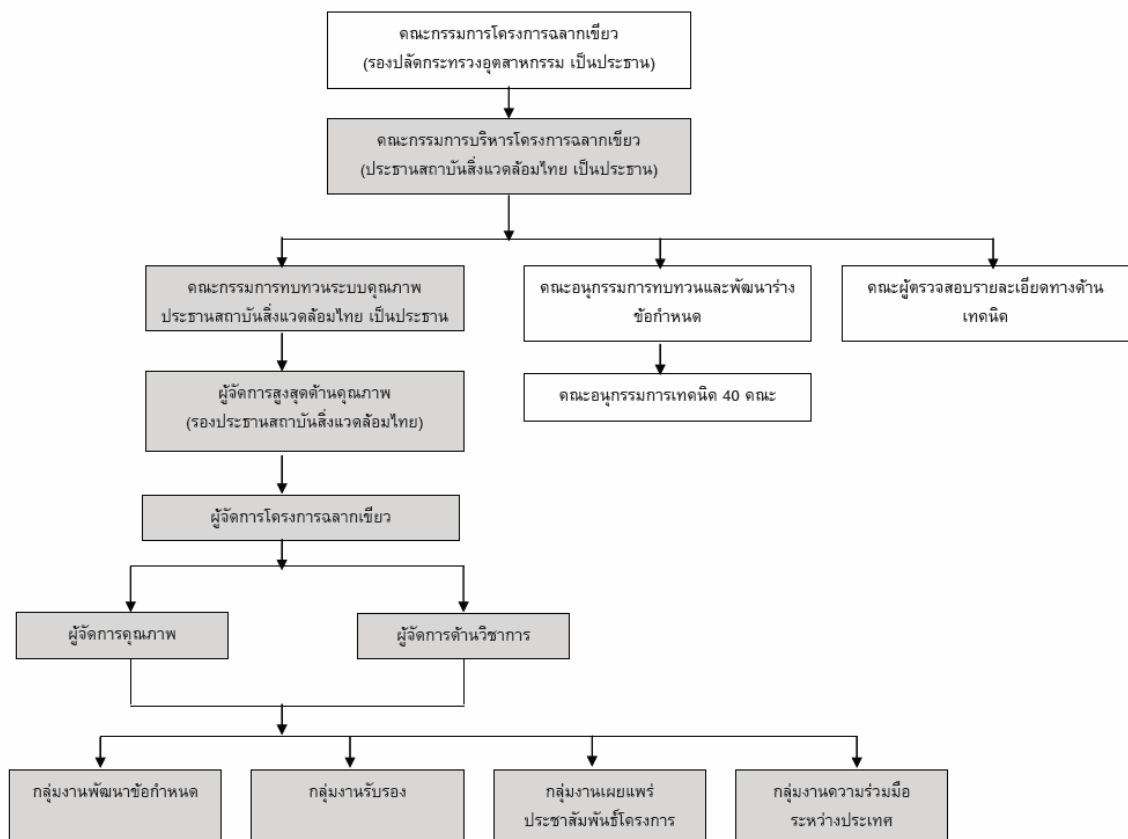 คณะกรรมการโครงการฉลากเขียว
(รองปลัดกระทรวงอุตสาหกรรม เป็นประธาน)
คณะกรรมการบริหารโครงการฉลากเขียว
(ประธานสถาบันสิ่งแวดล้อมไทย เป็นประธาน)
คณะกรรมการทบทวนระบบคุณภาพ
ประธานสถาบันสิ่งแวดล้อมไทย เป็นประธาน
คณะอนุกรรมการทบทวนและพัฒนาร่าง
ข้อกำหนด
คณะผู้ตรวจสอบรายละเอียดทางด้าน
เทคนิค
ผู้จัดการสูงสุดด้านคุณภาพ
(รองประธานสถาบันสิ่งแวดล้อมไทย)
คณะอนุกรรมการเทคนิค 40 คณะ
ผู้จัดการโครงการฉลากเขียว
ผู้จัดการคุณภาพ
ผู้จัดการด้านวิชาการ
กลุ่มงานพัฒนาข้อกำหนด
กลุ่มงานรับรอง
กลุ่มงานเผยแพร่
ประชาสัมพันธ์โครงการ
กลุ่มงานความร่วมมือ
ระหว่างประเทศ